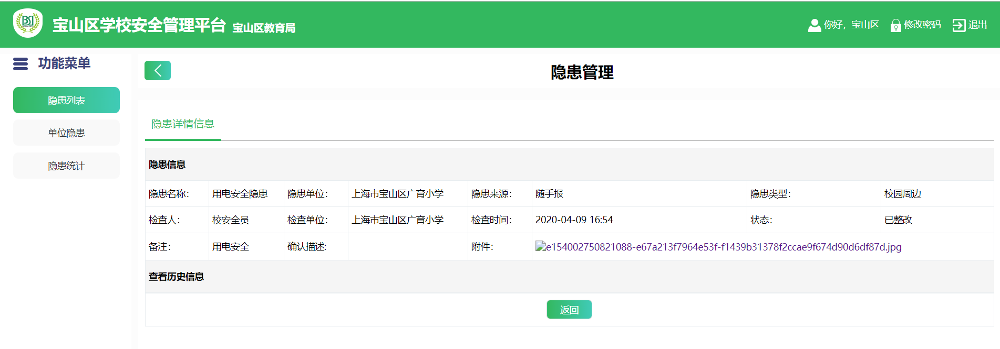 宝山区学校安全管理平台 宝山区教育局
你好，宝山区 修改密码 退出
功能菜单
隐患列表
单位隐患
隐患统计
隐患管理
隐患详情信息
隐患信息
隐患名称： 用电安全隐患 隐患单位： 上海市宝山区广育小学 隐患来源： 随手报 隐患类型： 校园周边
检查人： 校安全员 检查单位： 上海市宝山区广育小学 检查时间： 2020-04-09 16:54 状态： 已整改
备注： 用电安全 确认描述: 附件： e154002750821088-e67a213f7964e53f-f1439b31378f2ccae9f674d90d6df87d.jpg
查看历史信息
返回